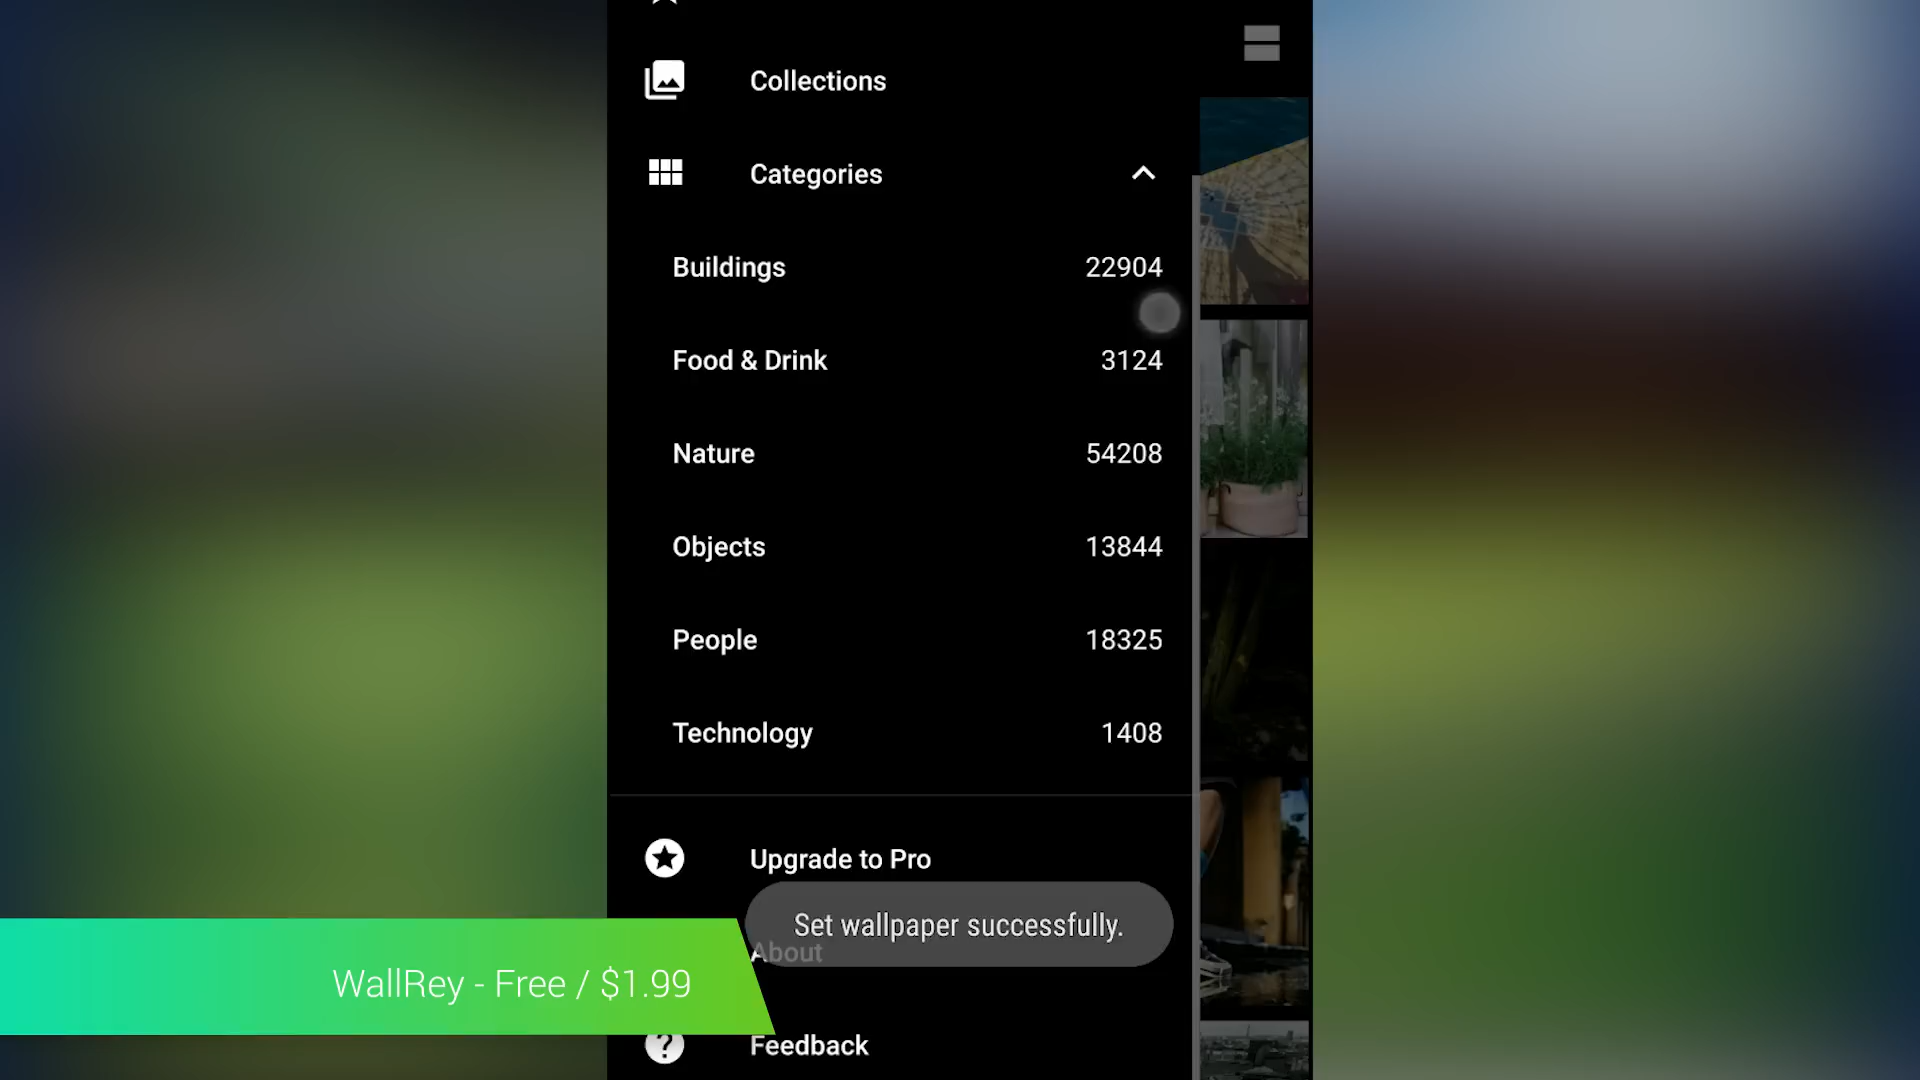 Collections
Categories
Buildings 22904
Food & Drink 3124
Nature 54208
Objects 13844
People 18325
Technology 1408
Upgrade to Pro
Set wallpaper successfully.
About
WallRey - Free / $1.99
Feedback